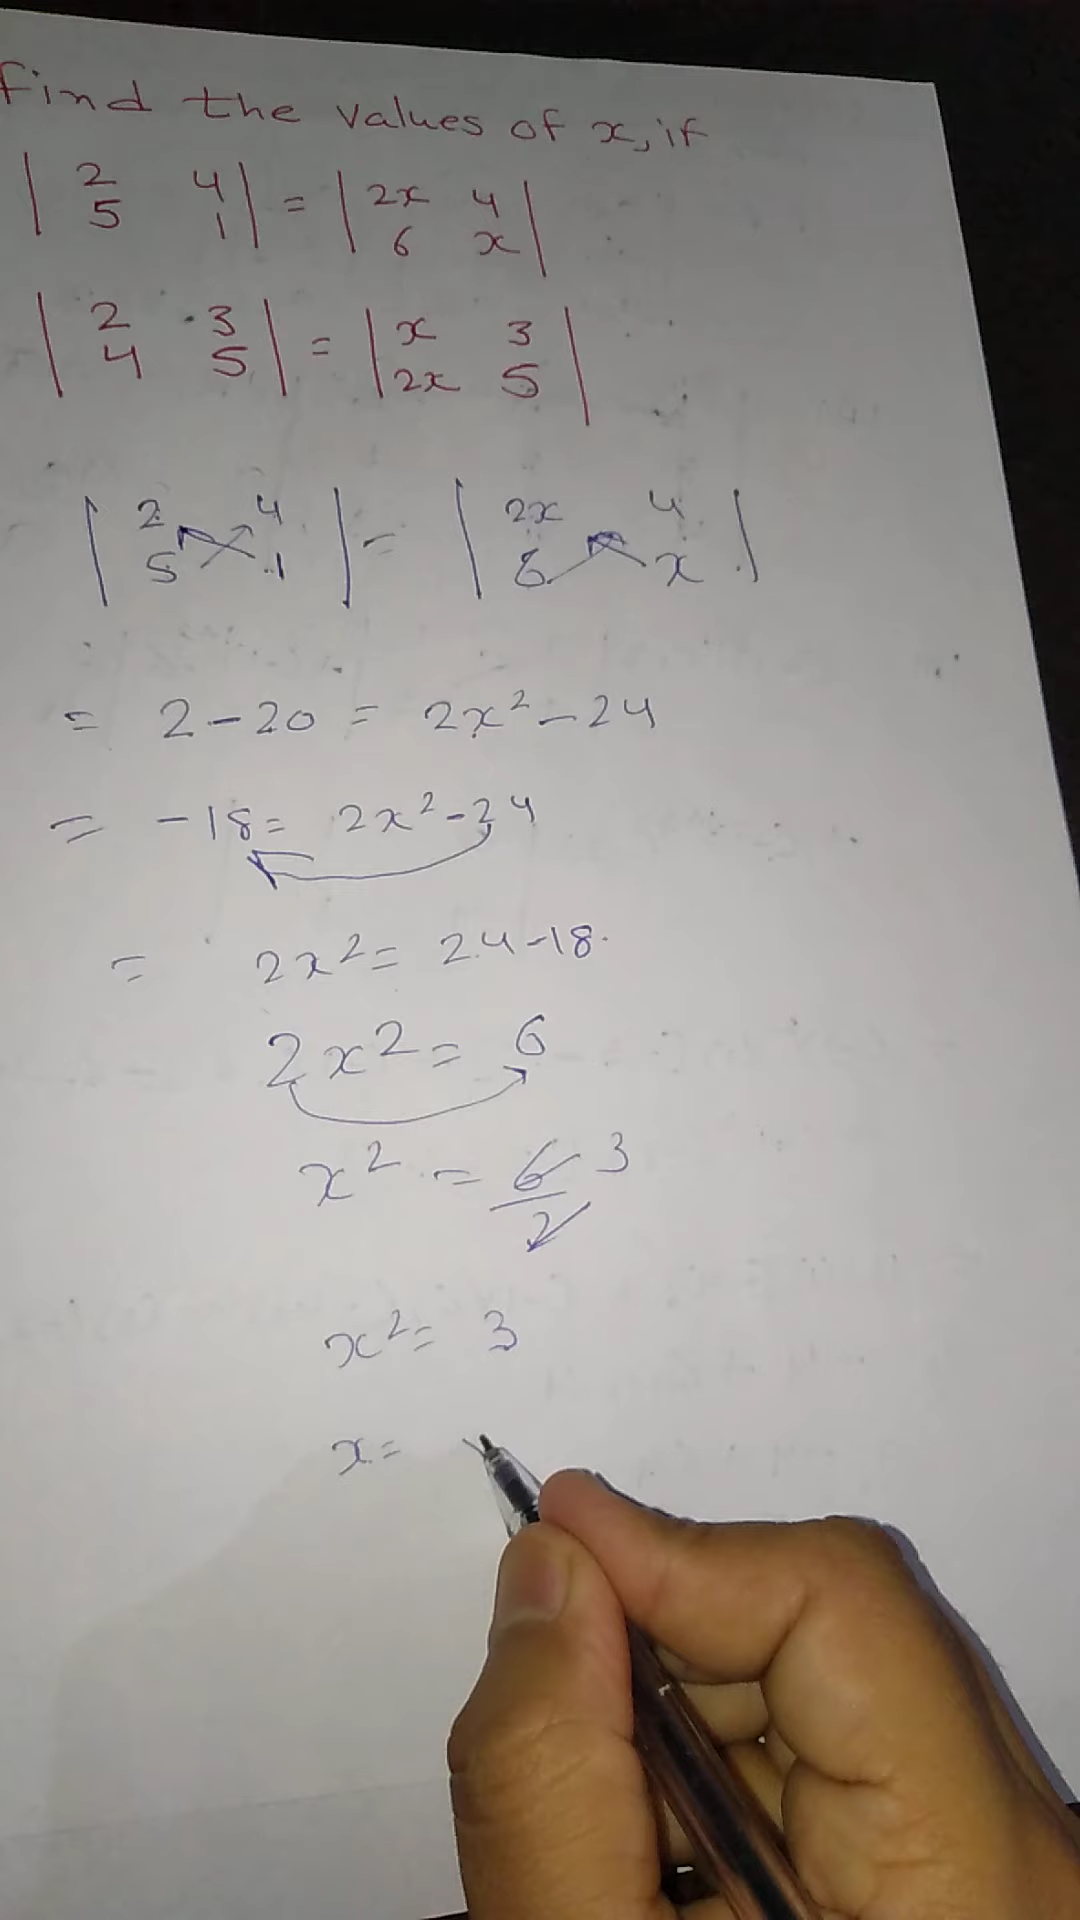 Find the values of x, if
| 2 4 | = | 2x 4 |
| 5 1 | | 6 x |
| 2 3 | = | x 3 |
| 4 5 | | 2x 5 |
| 2 4 | = | 2x 4 |
| 5 1 | | 6 x |
= 2 - 20 = 2x² - 24
= -18 = 2x² - 24
= 2x² = 24 - 18
2x² = 6
x² = 6/2 3
x² = 3
x =